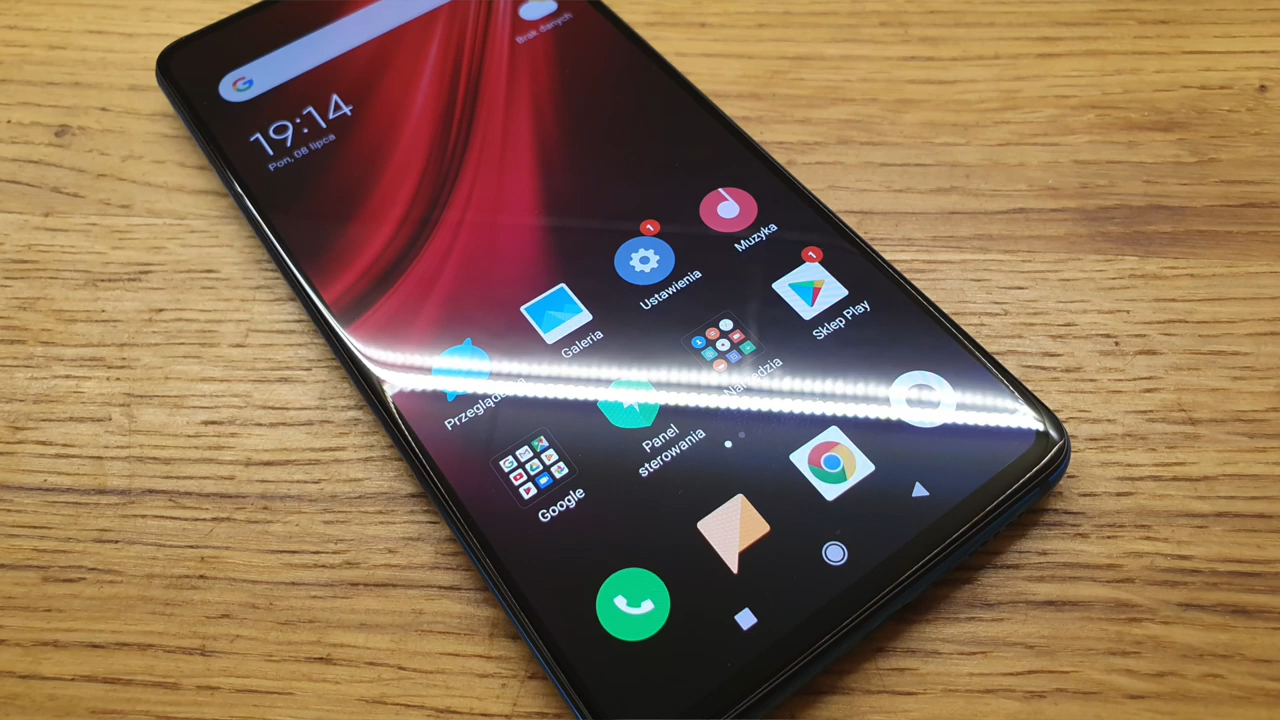 Brak danych
19:14
Pon, 08 lipca
Muzyka
1
Ustawienia
1
Sklep Play
Galeria
Panel
sterowania
Google